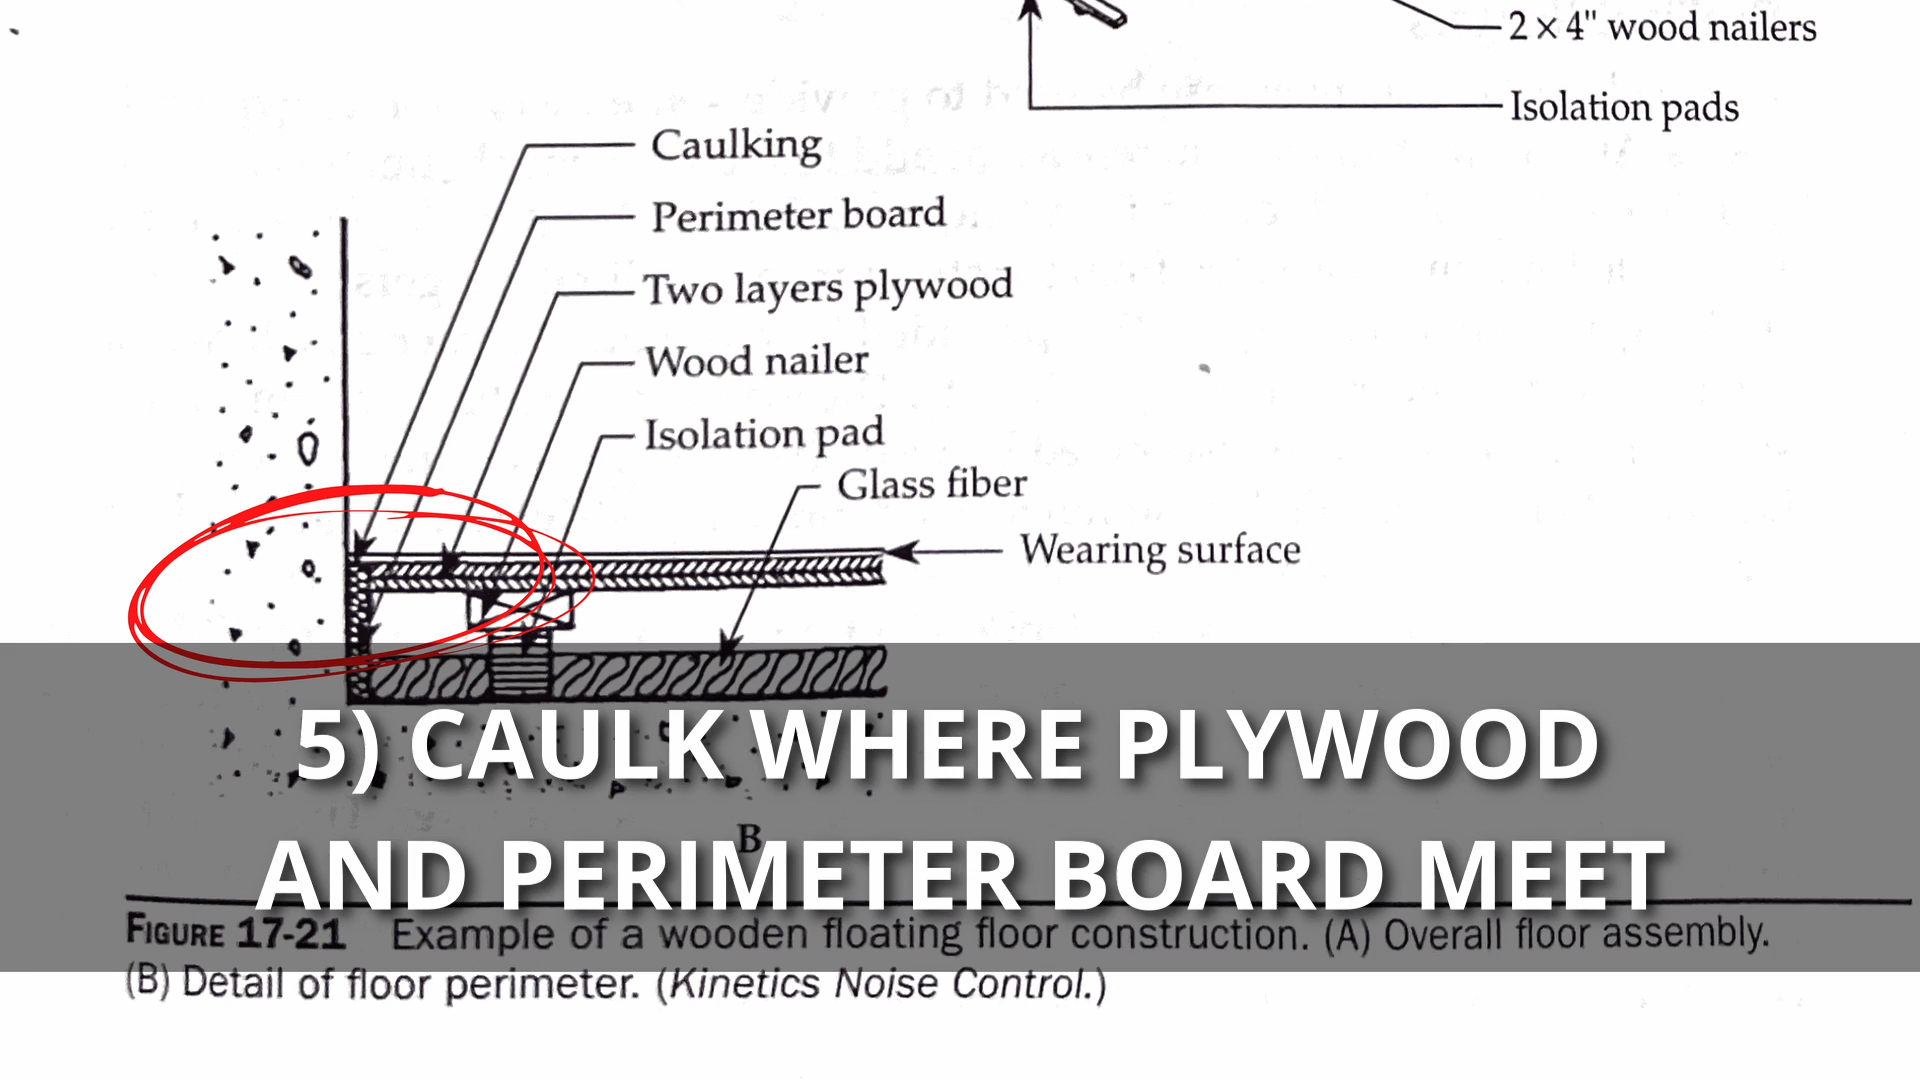 2 × 4" wood nailers
Isolation pads
Caulking
Perimeter board
Two layers plywood
Wood nailer
Isolation pad
Glass fiber
Wearing surface
5) CAULK WHERE PLYWOOD
AND PERIMETER BOARD MEET
B
FIGURE 17-21 Example of a wooden floating floor construction. (A) Overall floor assembly.
(B) Detail of floor perimeter. (Kinetics Noise Control.)